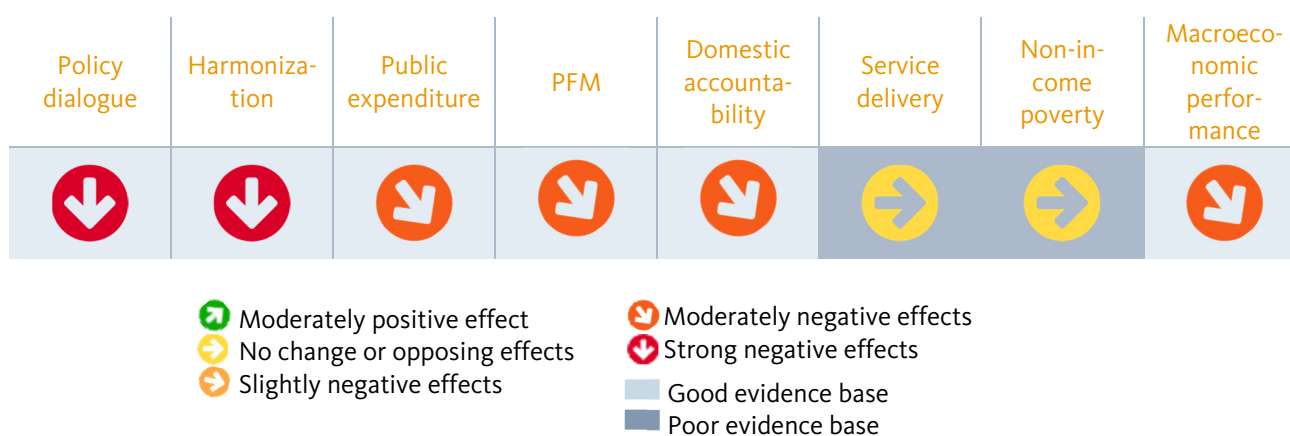 Policy
dialogue
Harmoniza-
tion
Public
expenditure
PFM
Domestic
accounta-
bility
Service
delivery
Non-in-
come
poverty
Macroeco-
nomic
perfor-
mance
Moderately positive effect
No change or opposing effects
Slightly negative effects
Moderately negative effects
Strong negative effects
Good evidence base
Poor evidence base